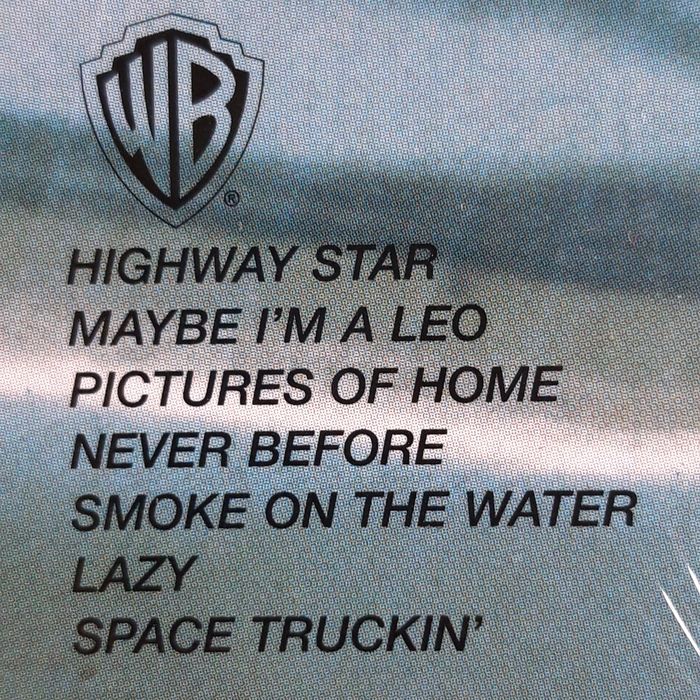 WB
®
HIGHWAY STAR
MAYBE I'M A LEO
PICTURES OF HOME
NEVER BEFORE
SMOKE ON THE WATER
LAZY
SPACE TRUCKIN'